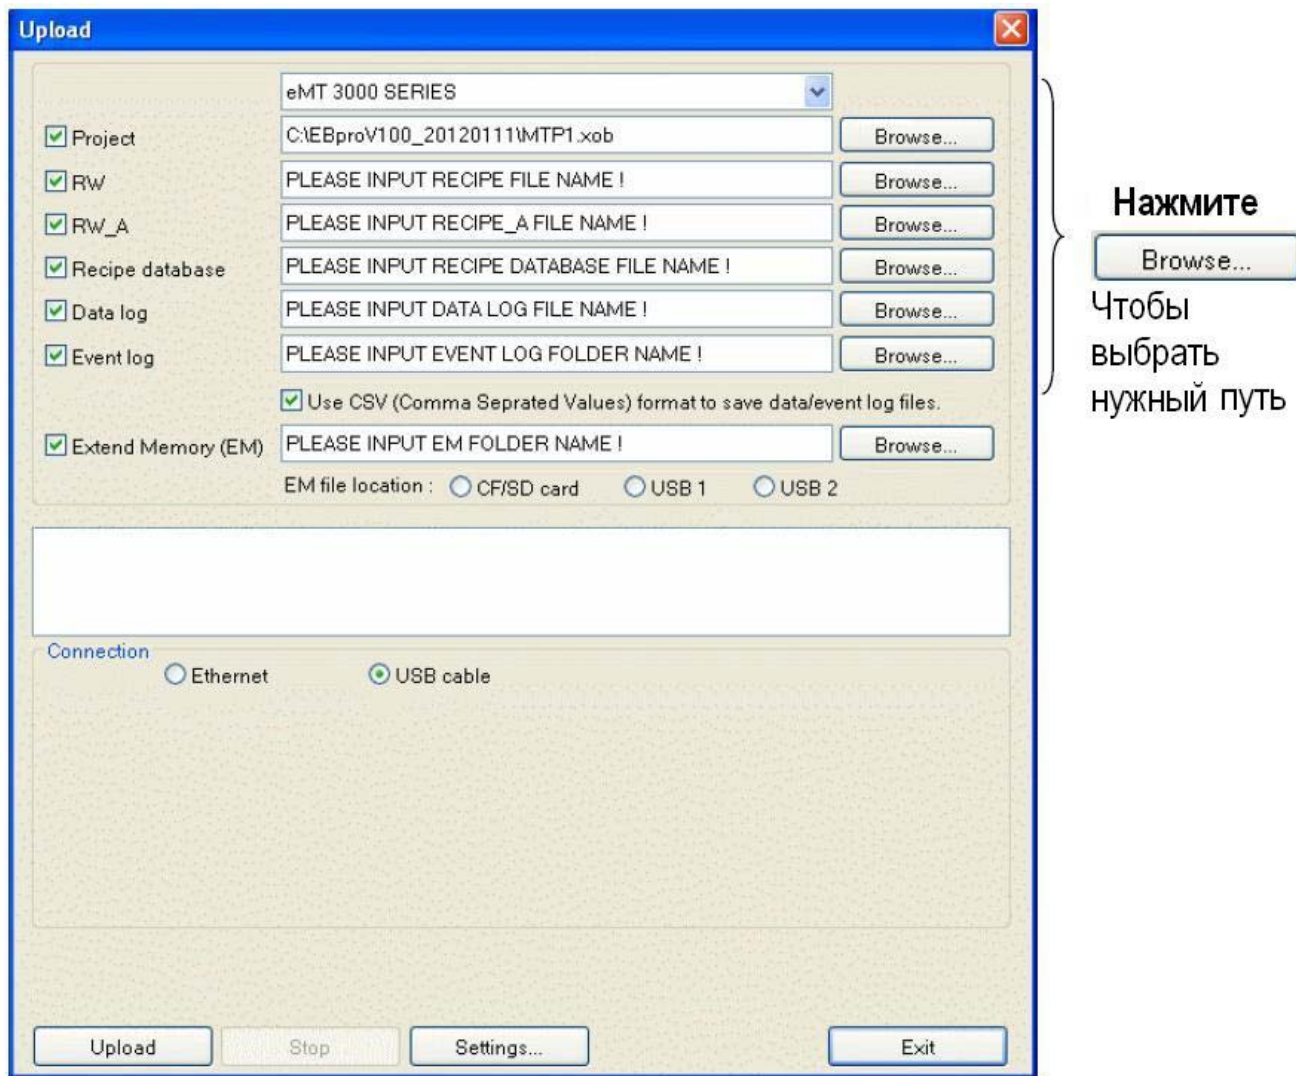 Upload
eMT 3000 SERIES
Project C:\EBproV100_20120111\MTP1.xob Browse...
RW PLEASE INPUT RECIPE FILE NAME ! Browse...
RW_A PLEASE INPUT RECIPE_A FILE NAME ! Browse...
Recipe database PLEASE INPUT RECIPE DATABASE FILE NAME ! Browse...
Data log PLEASE INPUT DATA LOG FILE NAME ! Browse...
Event log PLEASE INPUT EVENT LOG FOLDER NAME ! Browse...
Use CSV (Comma Seprated Values) format to save data/event log files.
Extend Memory (EM) PLEASE INPUT EM FOLDER NAME ! Browse...
EM file location : CF/SD card USB 1 USB 2
Connection
Ethernet USB cable
Upload Stop Settings... Exit
Нажмите
Browse...
Чтобы
выбрать
нужный путь